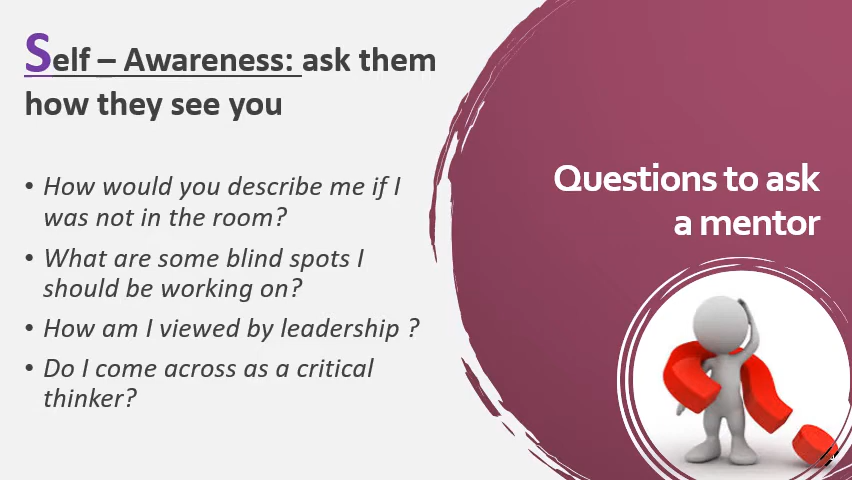 Self – Awareness: ask them
how they see you
• How would you describe me if I
was not in the room?
• What are some blind spots I
should be working on?
• How am I viewed by leadership ?
• Do I come across as a critical
thinker?
Questions to ask
a mentor